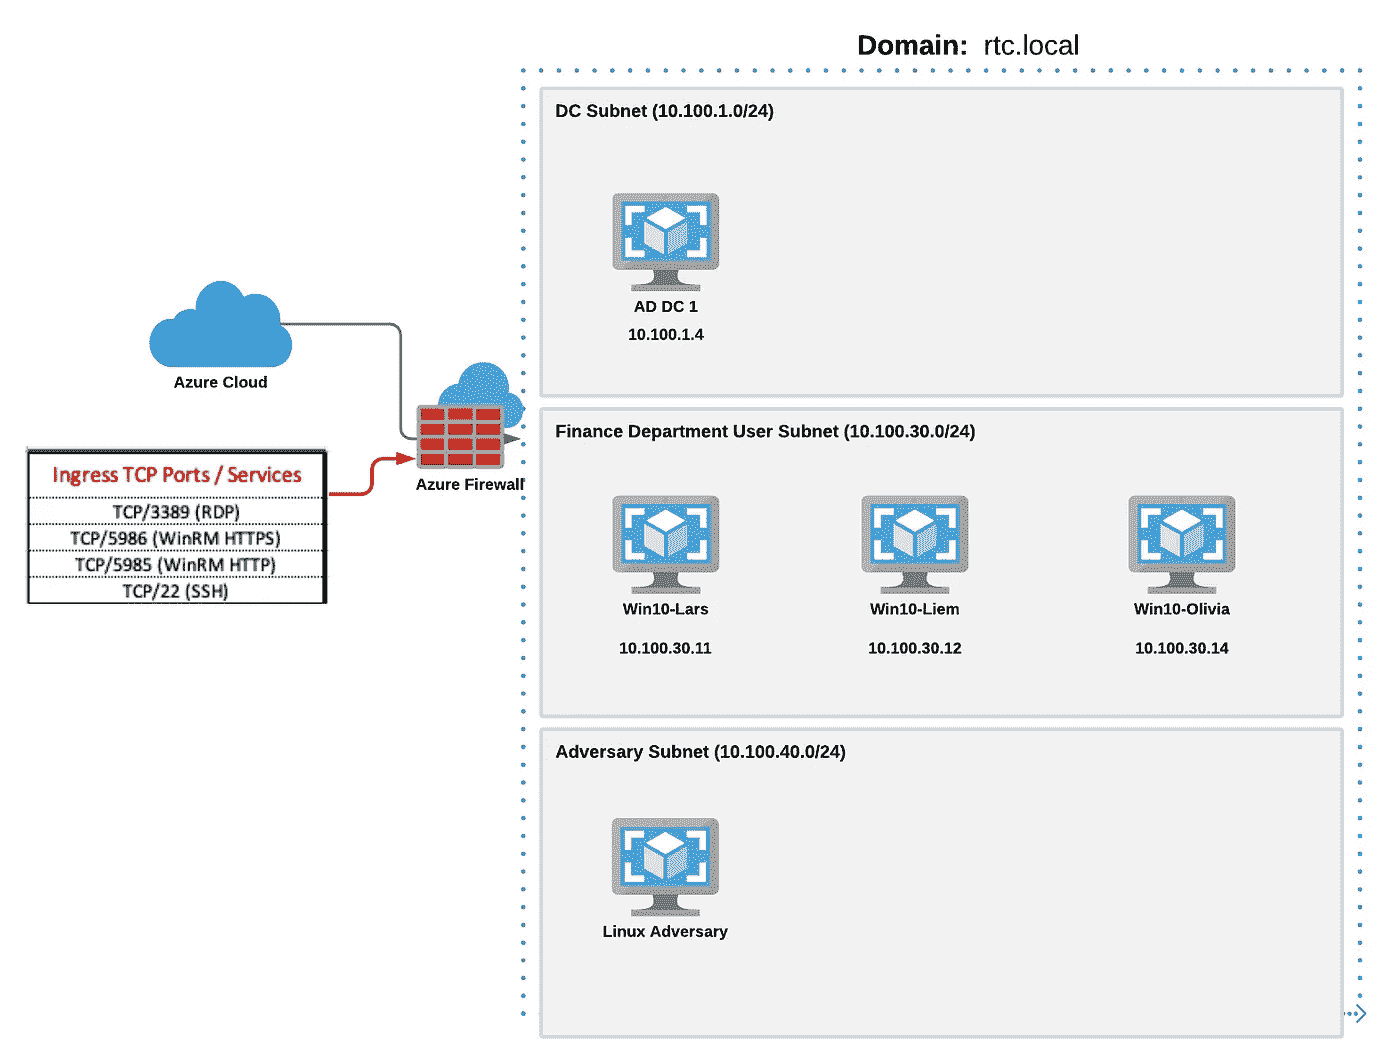 Domain: rtc.local
DC Subnet (10.100.1.0/24)
AD DC 1
10.100.1.4
Azure Cloud
Azure Firewall
Ingress TCP Ports / Services
TCP/3389 (RDP)
TCP/5986 (WinRM HTTPS)
TCP/5985 (WinRM HTTP)
TCP/22 (SSH)
Finance Department User Subnet (10.100.30.0/24)
Win10-Lars
10.100.30.11
Win10-Liem
10.100.30.12
Win10-Olivia
10.100.30.14
Adversary Subnet (10.100.40.0/24)
Linux Adversary